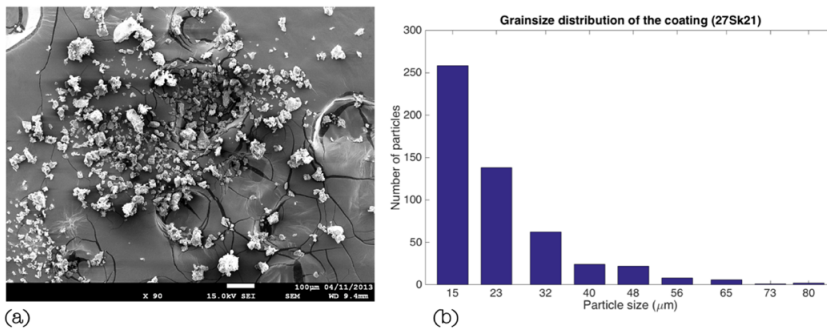 100μm 04/11/2013
X 90 15.0kV SEI SEM WD 9.4mm
(a)
Grainsize distribution of the coating (27Sk21)
Number of particles
300
250
200
150
100
50
0
15 23 32 40 48 56 65 73 80
Particle size (μm)
(b)